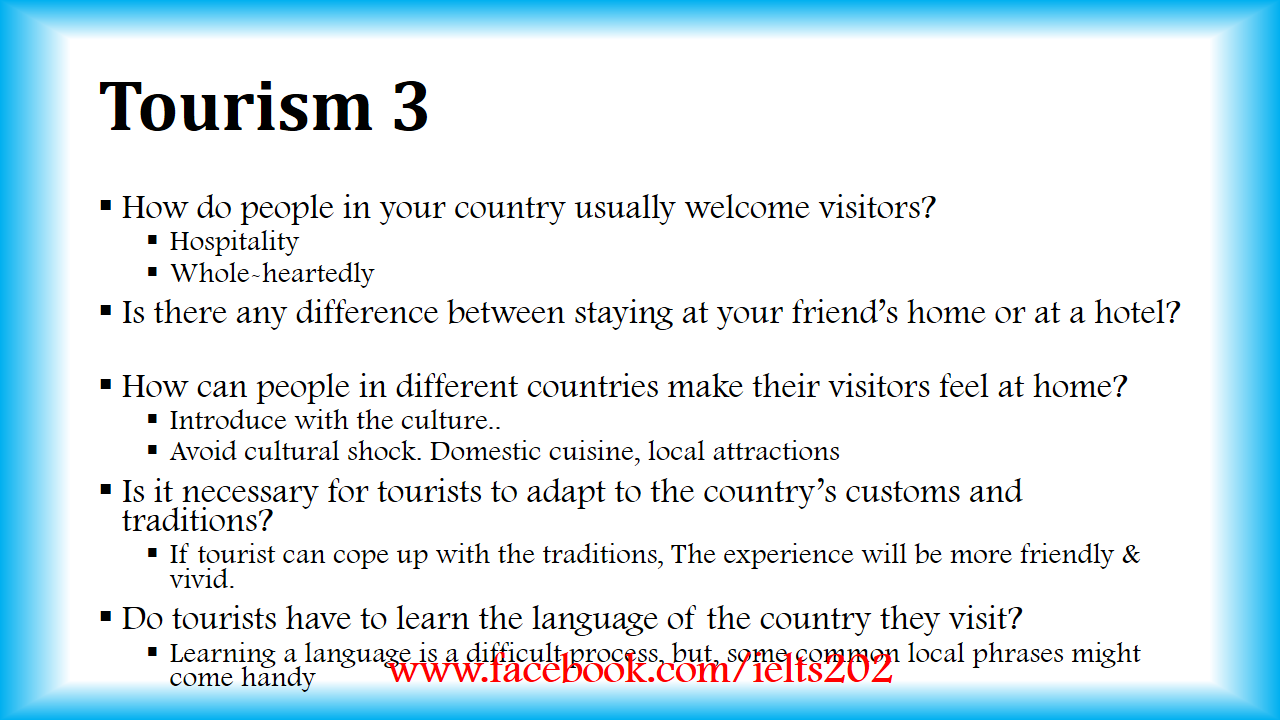 Tourism 3
▪ How do people in your country usually welcome visitors?
▪ Hospitality
▪ Whole-heartedly
▪ Is there any difference between staying at your friend’s home or at a hotel?
▪ How can people in different countries make their visitors feel at home?
▪ Introduce with the culture..
▪ Avoid cultural shock. Domestic cuisine, local attractions
▪ Is it necessary for tourists to adapt to the country’s customs and
traditions?
▪ If tourist can cope up with the traditions, The experience will be more friendly &
vivid.
▪ Do tourists have to learn the language of the country they visit?
▪ Learning a language is a difficult process, but, some common local phrases might
come handy
www.facebook.com/ielts202